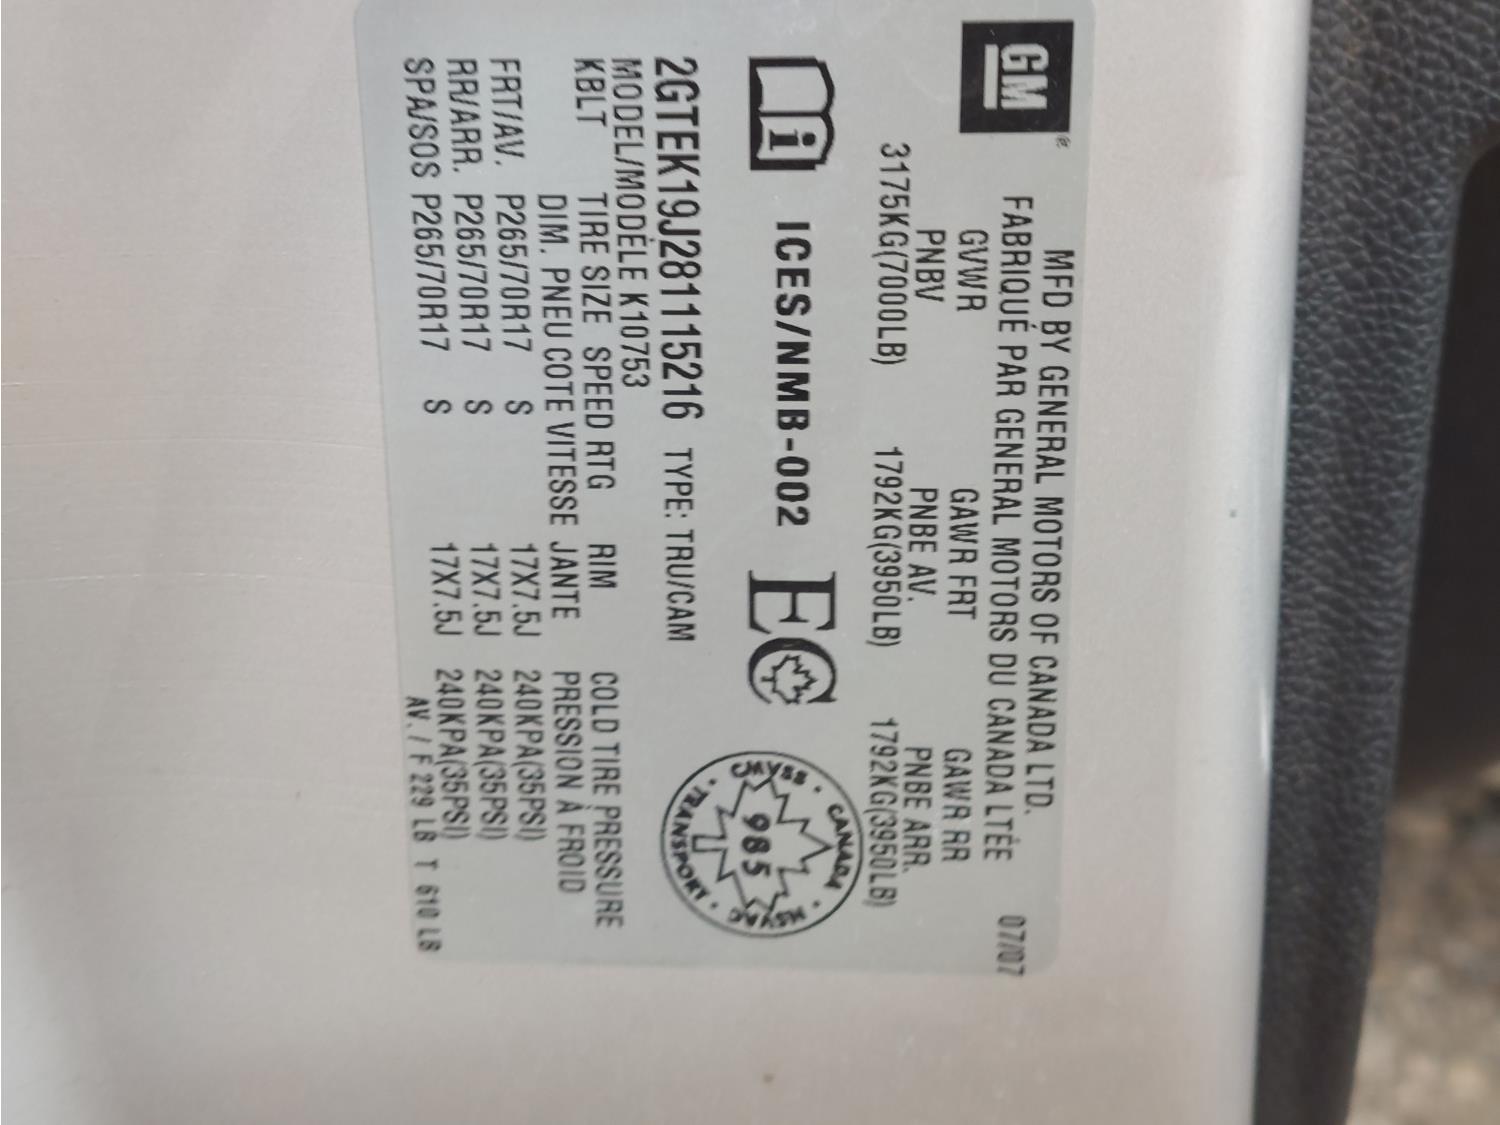 GM
MFD BY GENERAL MOTORS OF CANADA LTD.
FABRIQUÉ PAR GENERAL MOTORS DU CANADA LTÉE 07/07
GVWR GAWR FRT GAWR RR
PNBV PNBE AV. PNBE ARR.
3175KG(7000LB) 1792KG(3950LB) 1792KG(3950LB)
i ICES/NMB-002
CANADA
985
TRANSPORT
2GTEK19J281115216 TYPE: TRU/CAM
MODEL/MODÈLE K10753
KBLT TIRE SIZE SPEED RTG RIM COLD TIRE PRESSURE
DIM. PNEU COTE VITESSE JANTE PRESSION À FROID
FRT/AV. P265/70R17 S 17X7.5J 240KPA(35PSI)
RR/ARR. P265/70R17 S 17X7.5J 240KPA(35PSI)
SPA/SOS P265/70R17 S 17X7.5J 240KPA(35PSI)
AV. / F 229 LB T 610 LB